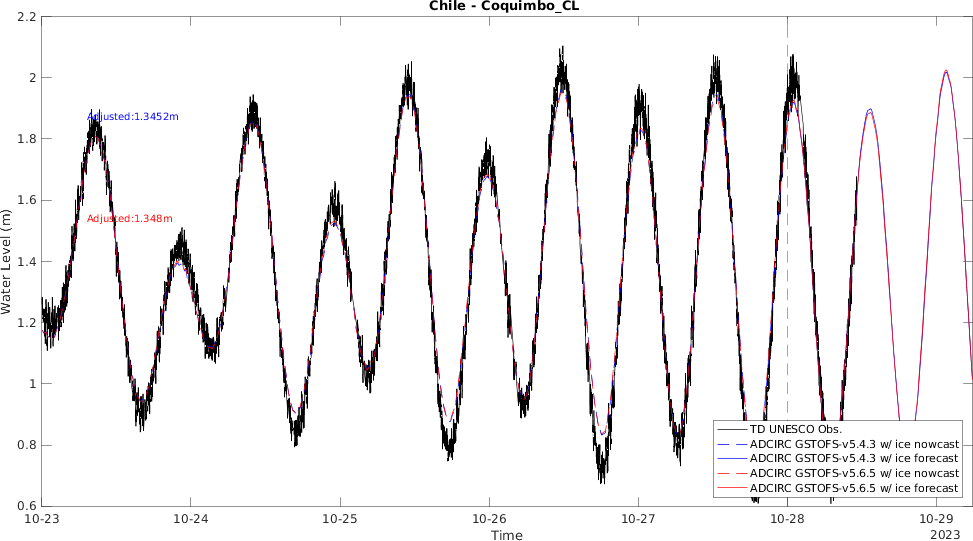 Chile - Coquimbo_CL
2.2
2
1.8
1.6
1.4
1.2
1
0.8
0.6
Water Level (m)
Adjusted:1.3452m
Adjusted:1.348m
TD UNESCO Obs.
ADCIRC GSTOFS-v5.4.3 w/ ice nowcast
ADCIRC GSTOFS-v5.4.3 w/ ice forecast
ADCIRC GSTOFS-v5.6.5 w/ ice nowcast
ADCIRC GSTOFS-v5.6.5 w/ ice forecast
10-23 10-24 10-25 10-26 10-27 10-28 10-29
Time
2023